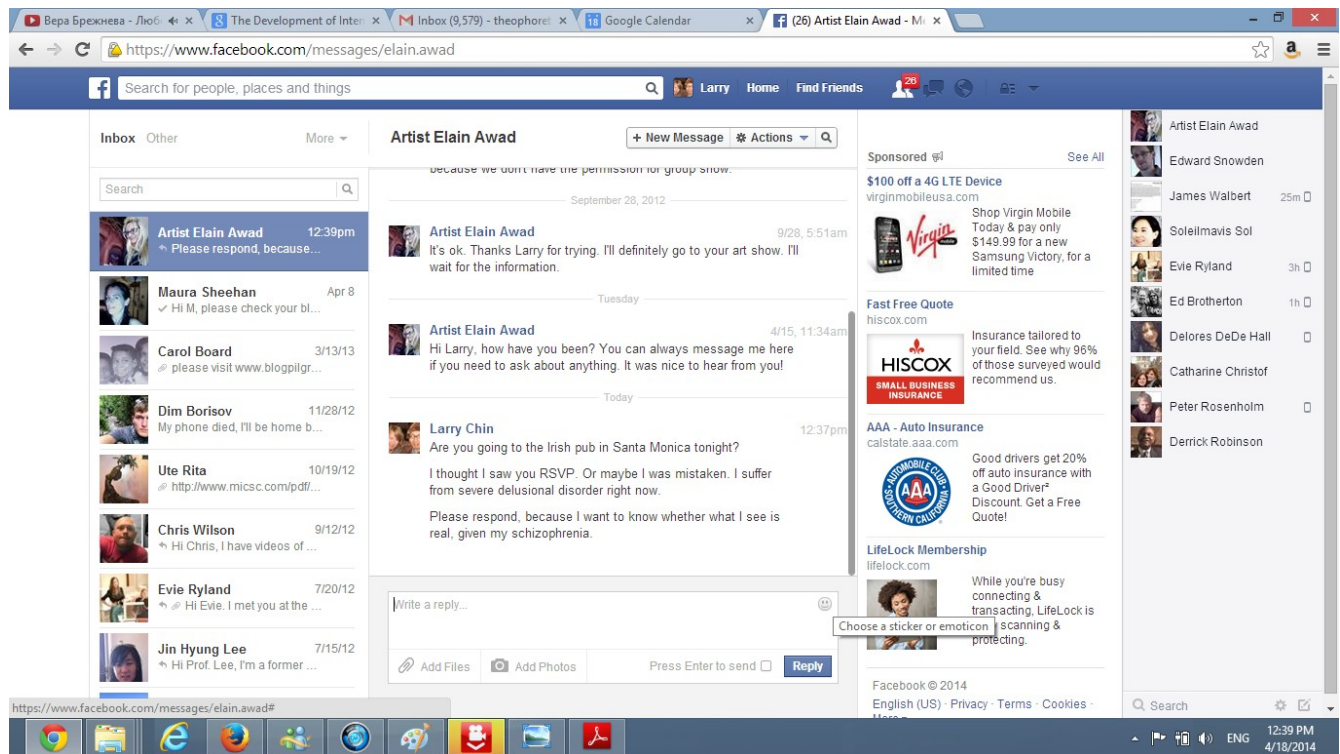 Вера Брежнева - Любо
The Development of Inter
Inbox (9,579) - theophoret
Google Calendar
(26) Artist Elain Awad - Me
https://www.facebook.com/messages/elain.awad
Search for people, places and things
Larry Home Find Friends 26
Inbox Other More
Search
Artist Elain Awad 12:39pm
Please respond, because...
Maura Sheehan Apr 8
Hi M, please check your bl...
Carol Board 3/13/13
please visit www.blogpilgr...
Dim Borisov 11/28/12
My phone died, I'll be home b...
Ute Rita 10/19/12
http://www.micsc.com/pdf/...
Chris Wilson 9/12/12
Hi Chris, I have videos of ...
Evie Ryland 7/20/12
Hi Evie. I met you at the ...
Jin Hyung Lee 7/15/12
Hi Prof. Lee, I'm a former ...
Artist Elain Awad
+ New Message Actions
because we don't have the permission for group show.
September 28, 2012
Artist Elain Awad 9/28, 5:51am
It's ok. Thanks Larry for trying. I'll definitely go to your art show. I'll
wait for the information.
Tuesday
Artist Elain Awad 4/15, 11:34am
Hi Larry, how have you been? You can always message me here
if you need to ask about anything. It was nice to hear from you!
Today
Larry Chin 12:37pm
Are you going to the Irish pub in Santa Monica tonight?
I thought I saw you RSVP. Or maybe I was mistaken. I suffer
from severe delusional disorder right now.
Please respond, because I want to know whether what I see is
real, given my schizophrenia.
Write a reply...
Choose a sticker or emoticon
Add Files Add Photos Press Enter to send Reply
Sponsored See All
$100 off a 4G LTE Device
virginmobileusa.com
Virgin
mobile
Shop Virgin Mobile
Today & pay only
$149.99 for a new
Samsung Victory, for a
limited time
Fast Free Quote
hiscox.com
HISCOX
SMALL BUSINESS
INSURANCE
Insurance tailored to
your field. See why 96%
of those surveyed would
recommend us.
AAA - Auto Insurance
calstate.aaa.com
AUTOMOBILE CLUB
AAA
SOUTHERN CALIFORNIA
Good drivers get 20%
off auto insurance with
a Good Driver²
Discount. Get a Free
Quote!
LifeLock Membership
lifelock.com
While you're busy
connecting &
transacting, LifeLock is
scanning &
protecting.
Facebook © 2014
English (US) · Privacy · Terms · Cookies ·
More
Artist Elain Awad
Edward Snowden
James Walbert 25m
Soleilmavis Sol
Evie Ryland 3h
Ed Brotherton 1h
Delores DeDe Hall
Catharine Christof
Peter Rosenholm
Derrick Robinson
Search
https://www.facebook.com/messages/elain.awad#
ENG
12:39 PM
4/18/2014